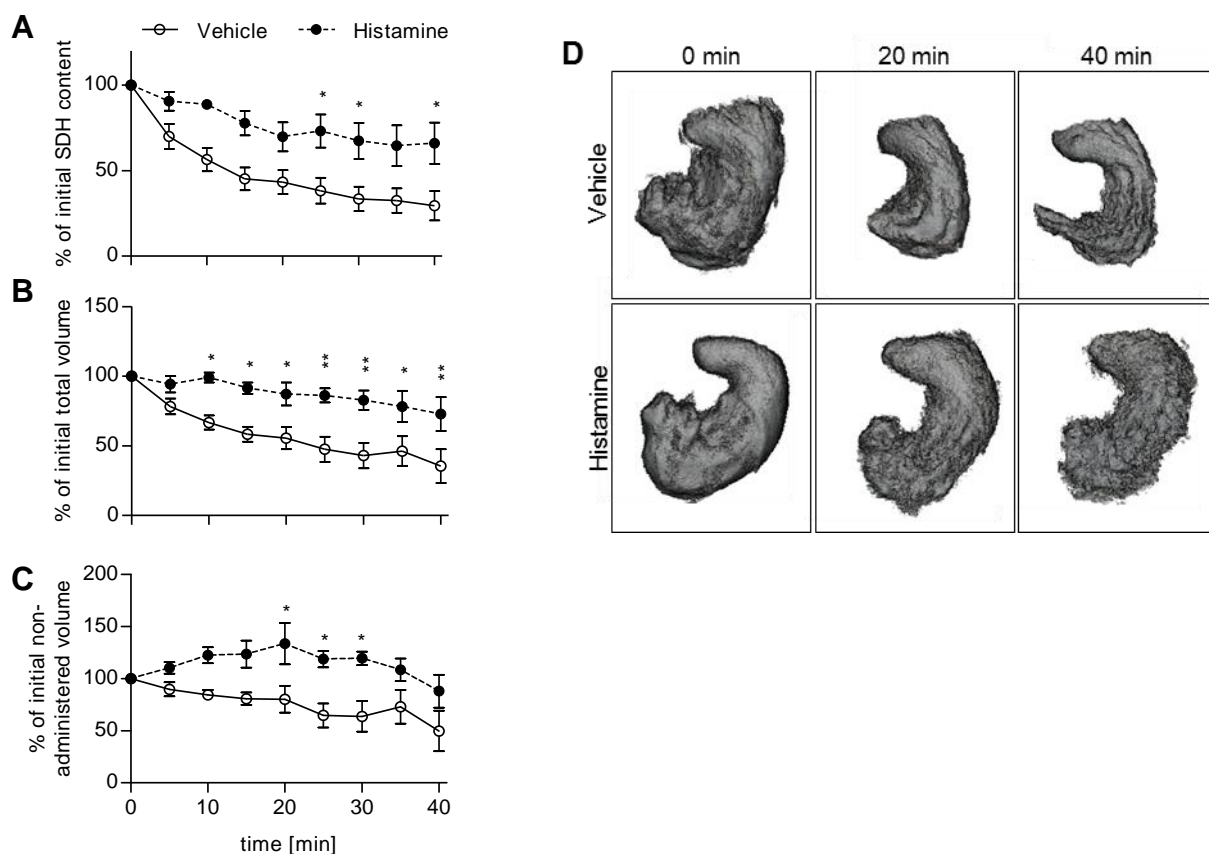 A
Vehicle
Histamine
% of initial SDH content
100
50
0
*
*
*
B
% of initial total volume
150
100
50
0
*
*
*
**
**
*
**
C
% of initial non-
administered volume
200
150
100
50
0
*
*
*
0
10
20
30
40
time [min]
D
0 min
20 min
40 min
Vehicle
Histamine